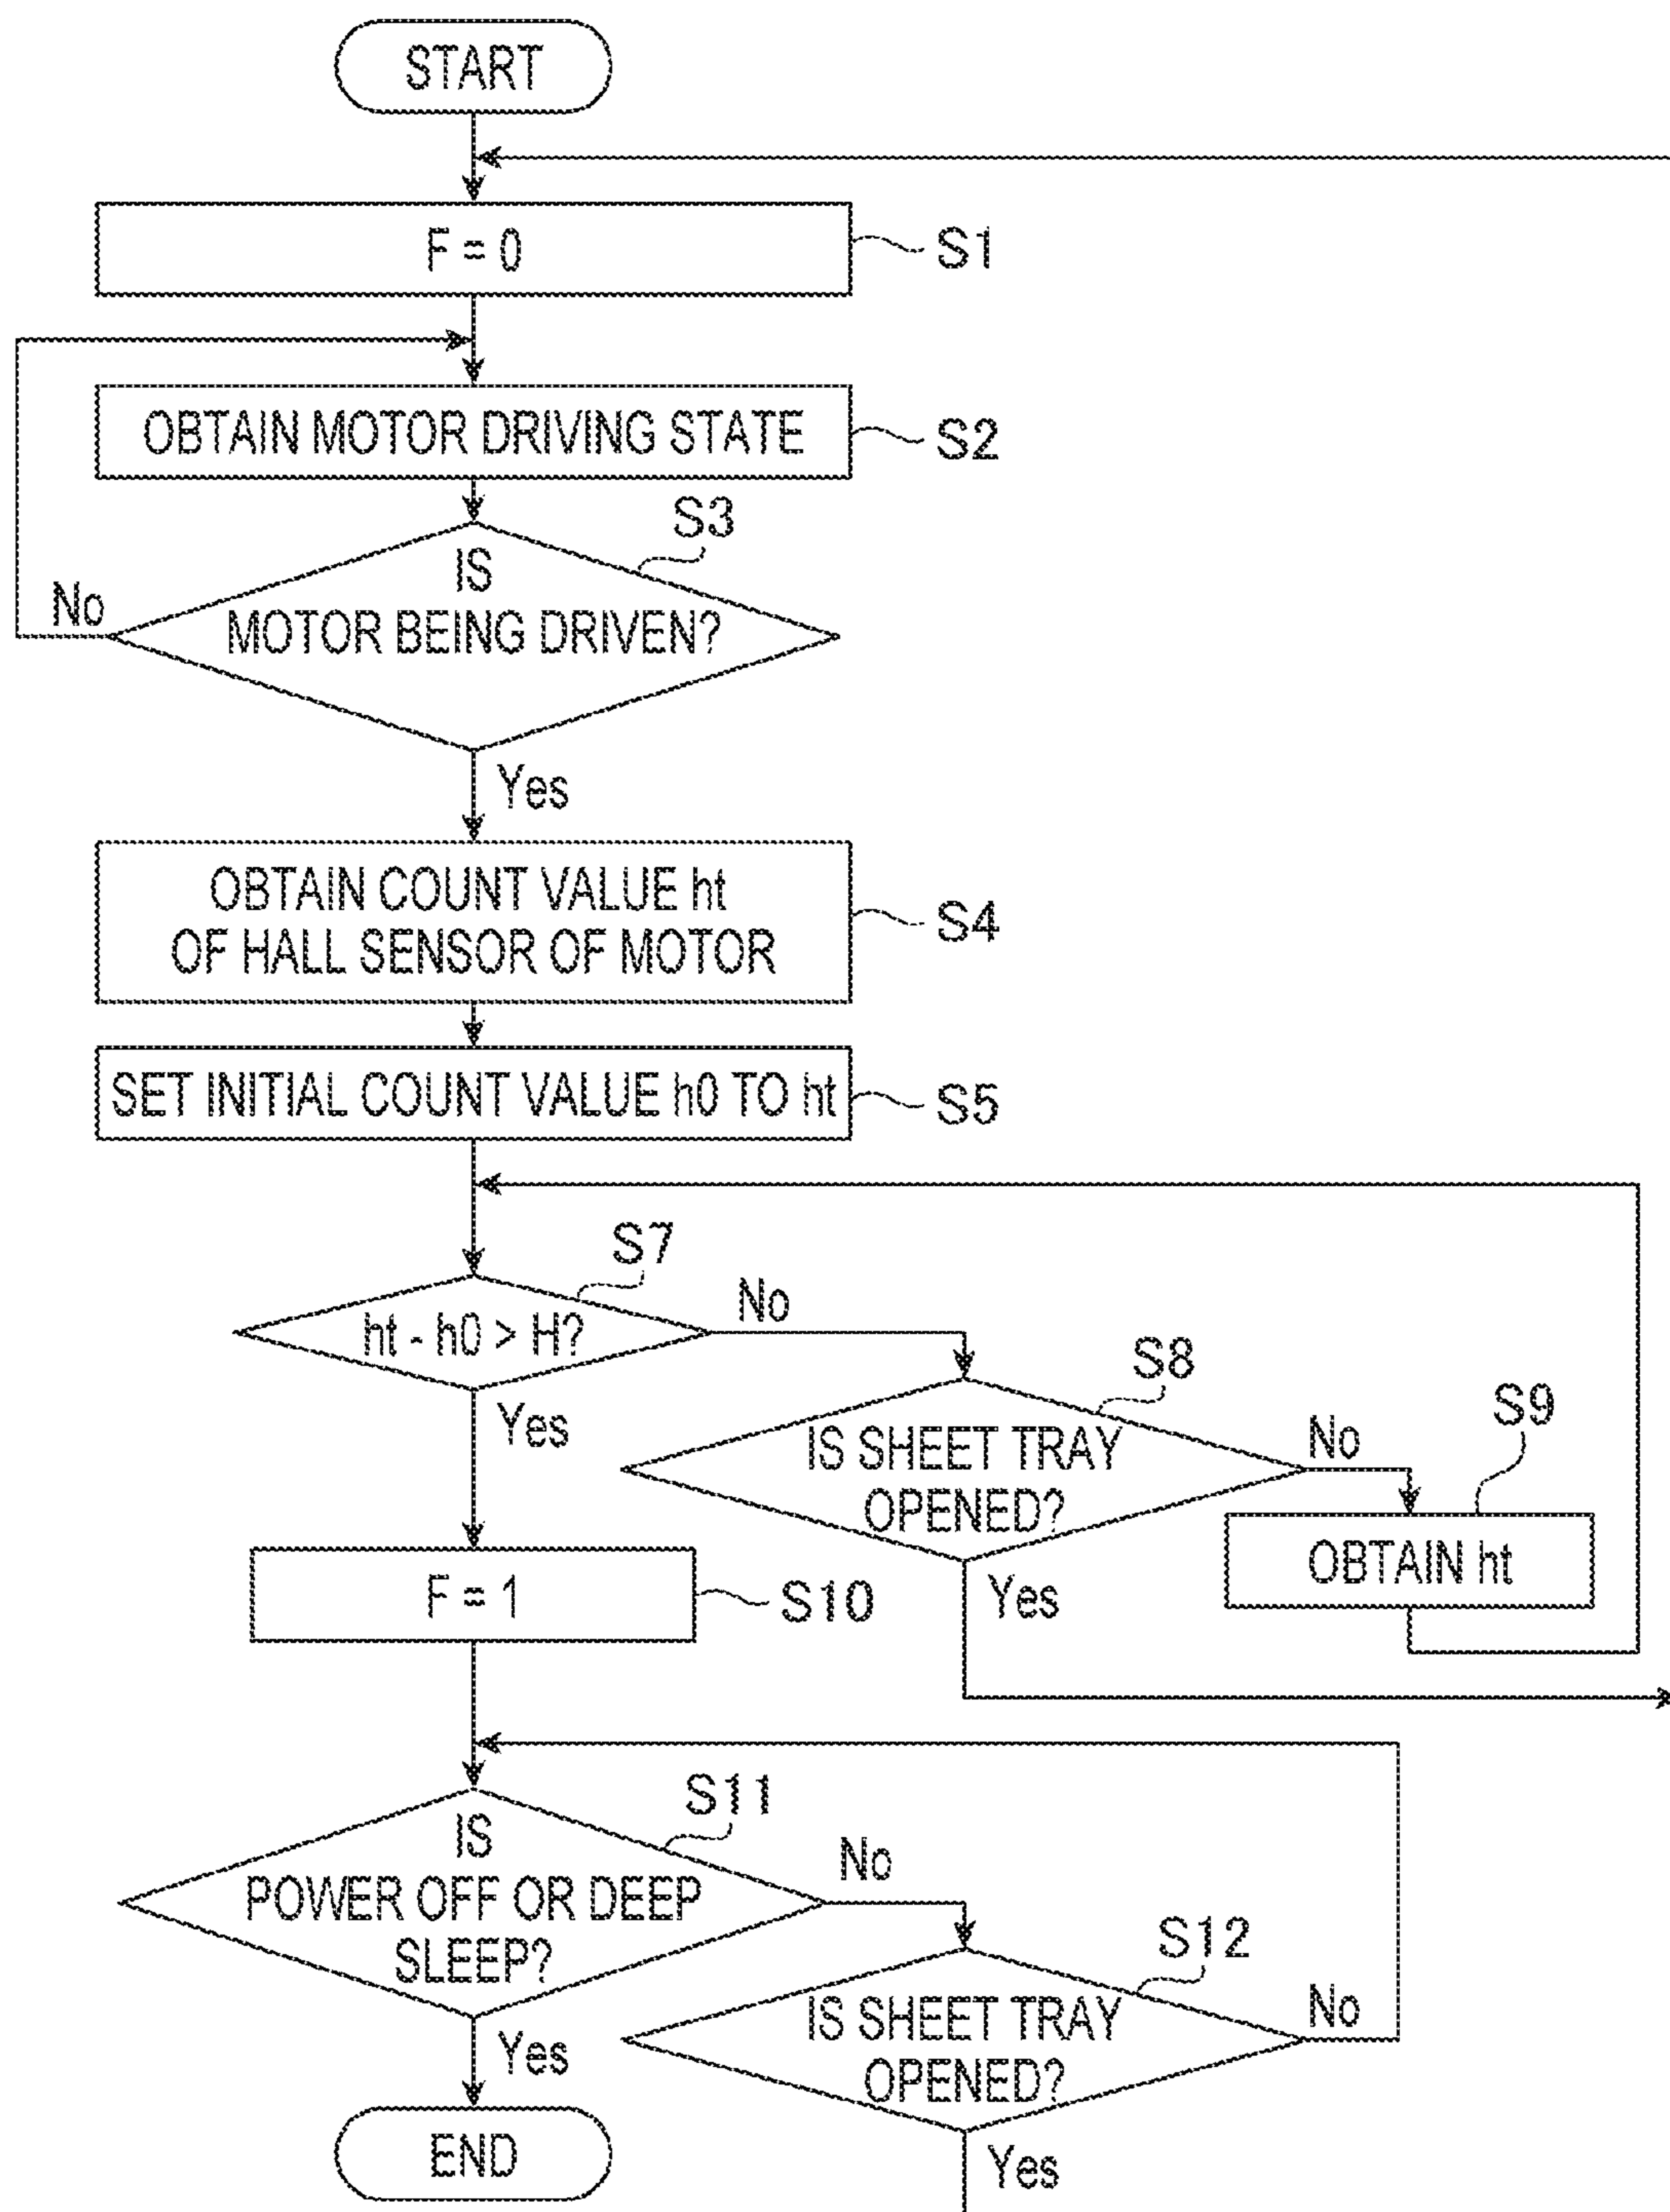 START
F = 0
S1
OBTAIN MOTOR DRIVING STATE
S2
S3
IS
MOTOR BEING DRIVEN?
No
Yes
OBTAIN COUNT VALUE ht
OF HALL SENSOR OF MOTOR
S4
SET INITIAL COUNT VALUE h0 TO ht
S5
S7
ht - h0 > H?
No
Yes
S8
IS SHEET TRAY
OPENED?
No
Yes
S9
OBTAIN ht
F = 1
S10
S11
IS
POWER OFF OR DEEP
SLEEP?
No
Yes
S12
IS SHEET TRAY
OPENED?
No
Yes
END